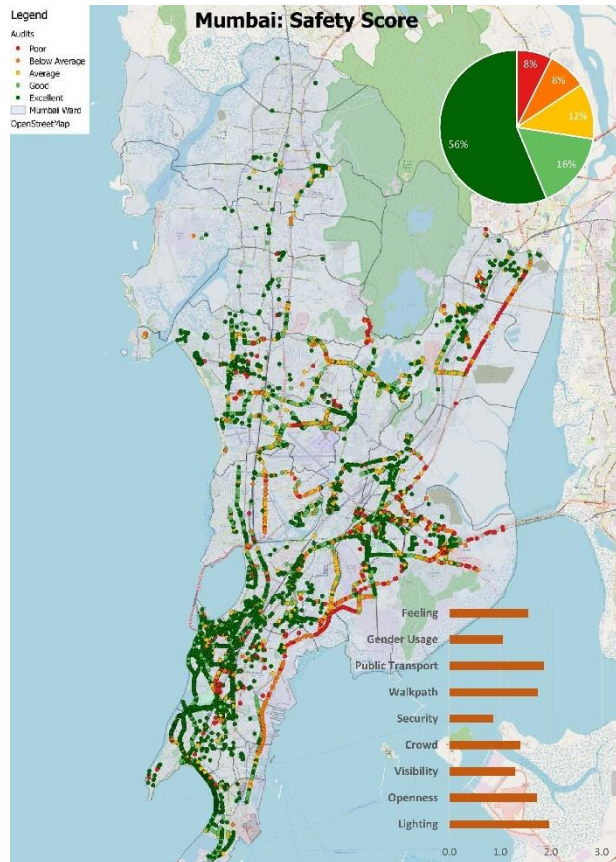 Mumbai: Safety Score
Legend
Audits
Poor
Below Average
Average
Good
Excellent
Mumbai Ward
OpenStreetMap
8%
8%
12%
16%
56%
Feeling
Gender Usage
Public Transport
Walkpath
Security
Crowd
Visibility
Openness
Lighting
0.0 1.0 2.0 3.0